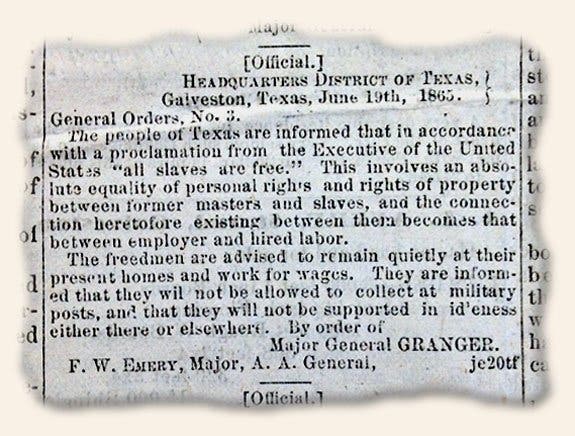 Major General
[Official.]
HEADQUARTERS DISTRICT OF TEXAS, }
Galveston, Texas, June 19th, 1865. }
General Orders, No. 3.
The people of Texas are informed that in accordance
with a proclamation from the Executive of the United
States "all slaves are free." This involves an abso-
lute equality of personal rights and rights of property
between former masters and slaves, and the connec-
tion heretofore existing between them becomes that
between employer and hired labor.
The freedmen are advised to remain quietly at their
present homes and work for wages. They are inform-
ed that they wil not be allowed to collect at military
posts, and that they will not be supported in id'eness
either there or elsewhere. By order of
Major General GRANGER.
F. W. EMERY, Major, A. A. General, je20tf
[Official.]